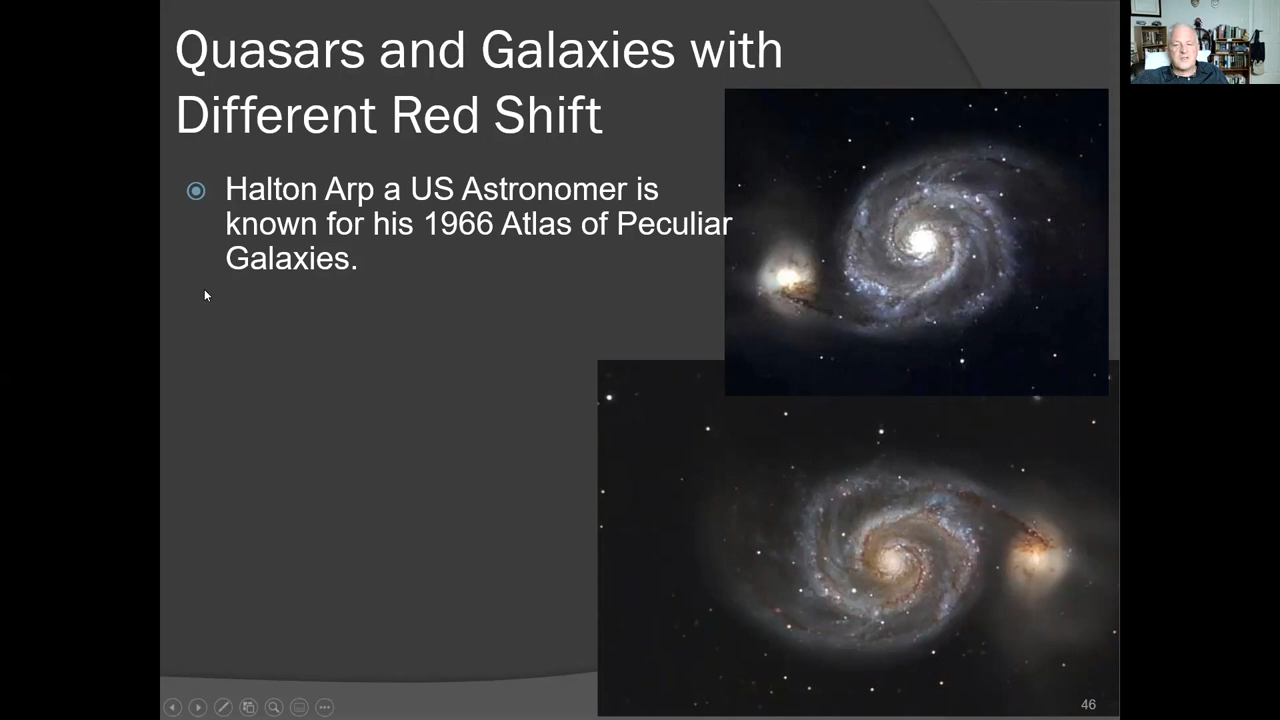 Quasars and Galaxies with
Different Red Shift
Halton Arp a US Astronomer is
known for his 1966 Atlas of Peculiar
Galaxies.
46